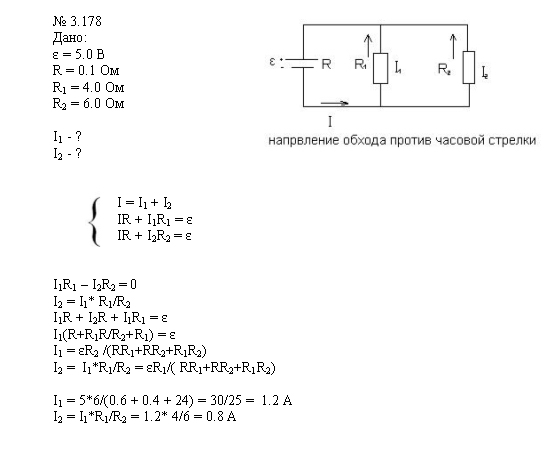 № 3.178
Дано:
ε = 5.0 В
R = 0.1 Ом
R₁ = 4.0 Ом
R₂ = 6.0 Ом
I₁ - ?
I₂ - ?
ε
R
R₁
I₁
R₂
I₂
I
напрвление обхода против часовой стрелки
I = I₁ + I₂
IR + I₁R₁ = ε
IR + I₂R₂ = ε
I₁R₁ – I₂R₂ = 0
I₂ = I₁* R₁/R₂
I₁R + I₂R + I₁R₁ = ε
I₁(R+R₁R/R₂+R₁) = ε
I₁ = εR₂ /(RR₁+RR₂+R₁R₂)
I₂ = I₁*R₁/R₂ = εR₁/( RR₁+RR₂+R₁R₂)
I₁ = 5*6/(0.6 + 0.4 + 24) = 30/25 = 1.2 А
I₂ = I₁*R₁/R₂ = 1.2* 4/6 = 0.8 А